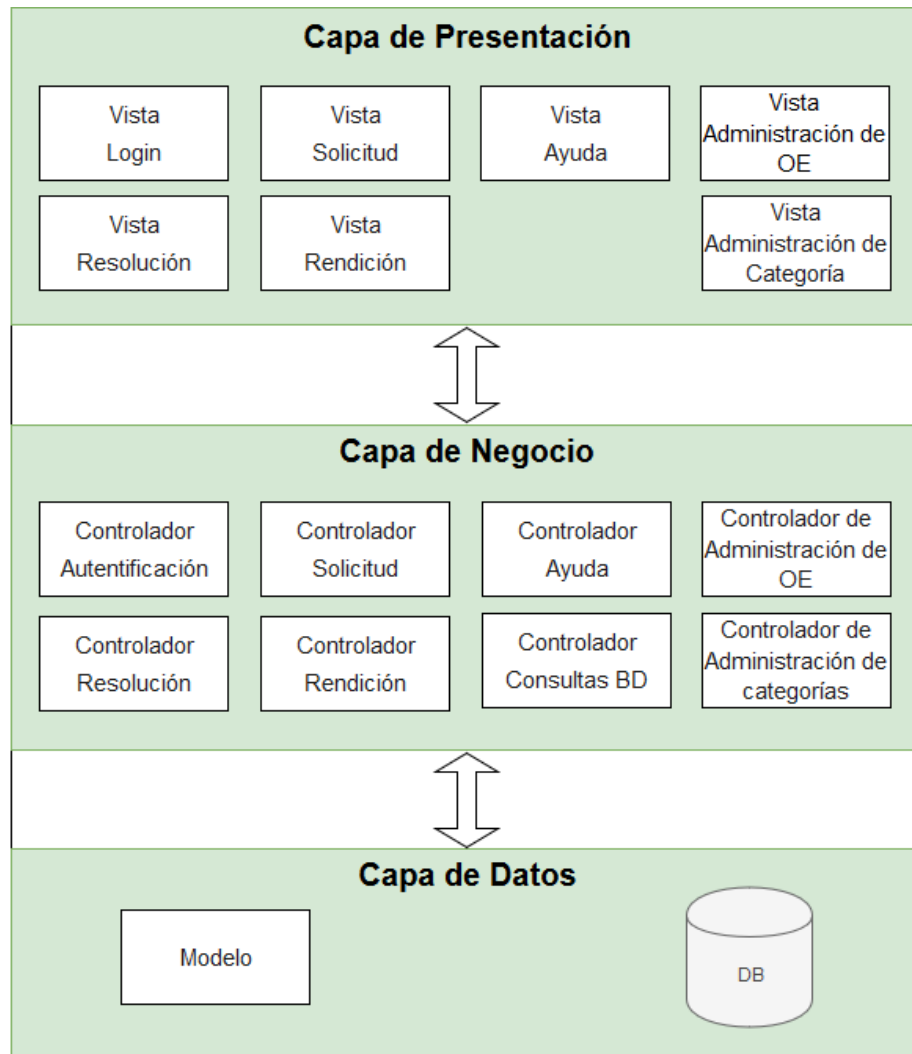 Capa de Presentación
Vista
Login
Vista
Solicitud
Vista
Ayuda
Vista
Administración de
OE
Vista
Resolución
Vista
Rendición
Vista
Administración de
Categoría
Capa de Negocio
Controlador
Autentificación
Controlador
Solicitud
Controlador
Ayuda
Controlador de
Administración de
OE
Controlador
Resolución
Controlador
Rendición
Controlador
Consultas BD
Controlador de
Administración de
categorías
Capa de Datos
Modelo
DB